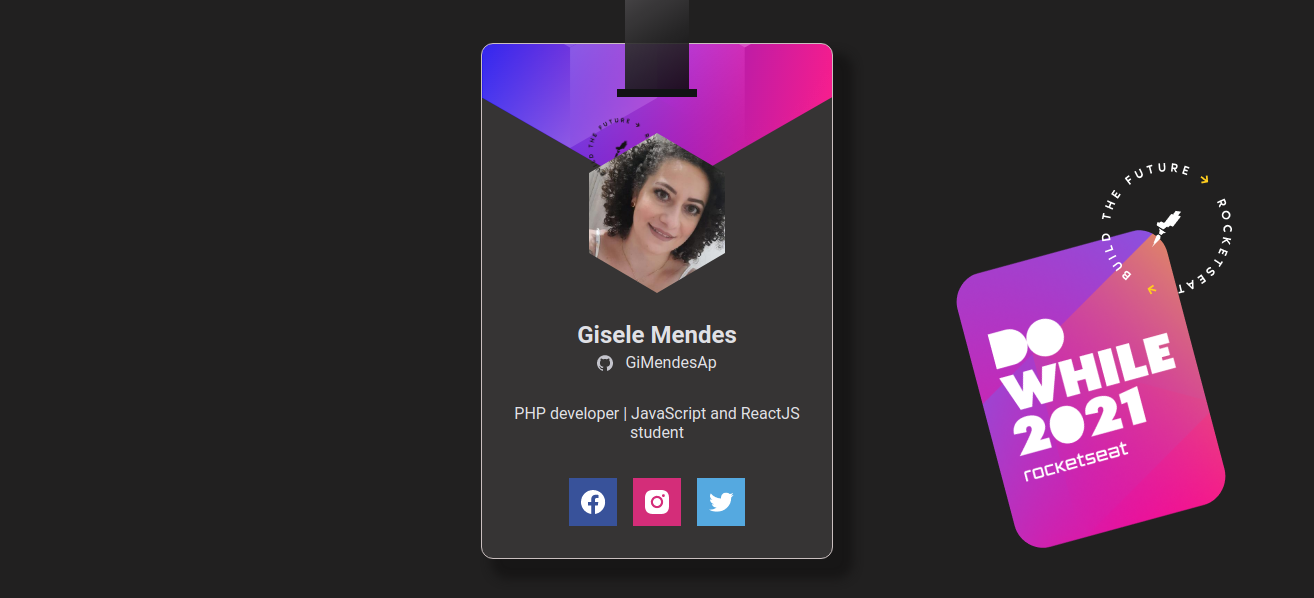 THE FUTURE
Gisele Mendes
GiMendesAp
PHP developer | JavaScript and ReactJS
student
BUILD THE FUTURE ➔ ROCKETSEAT ➔
DO
WHILE
2021
rocketseat